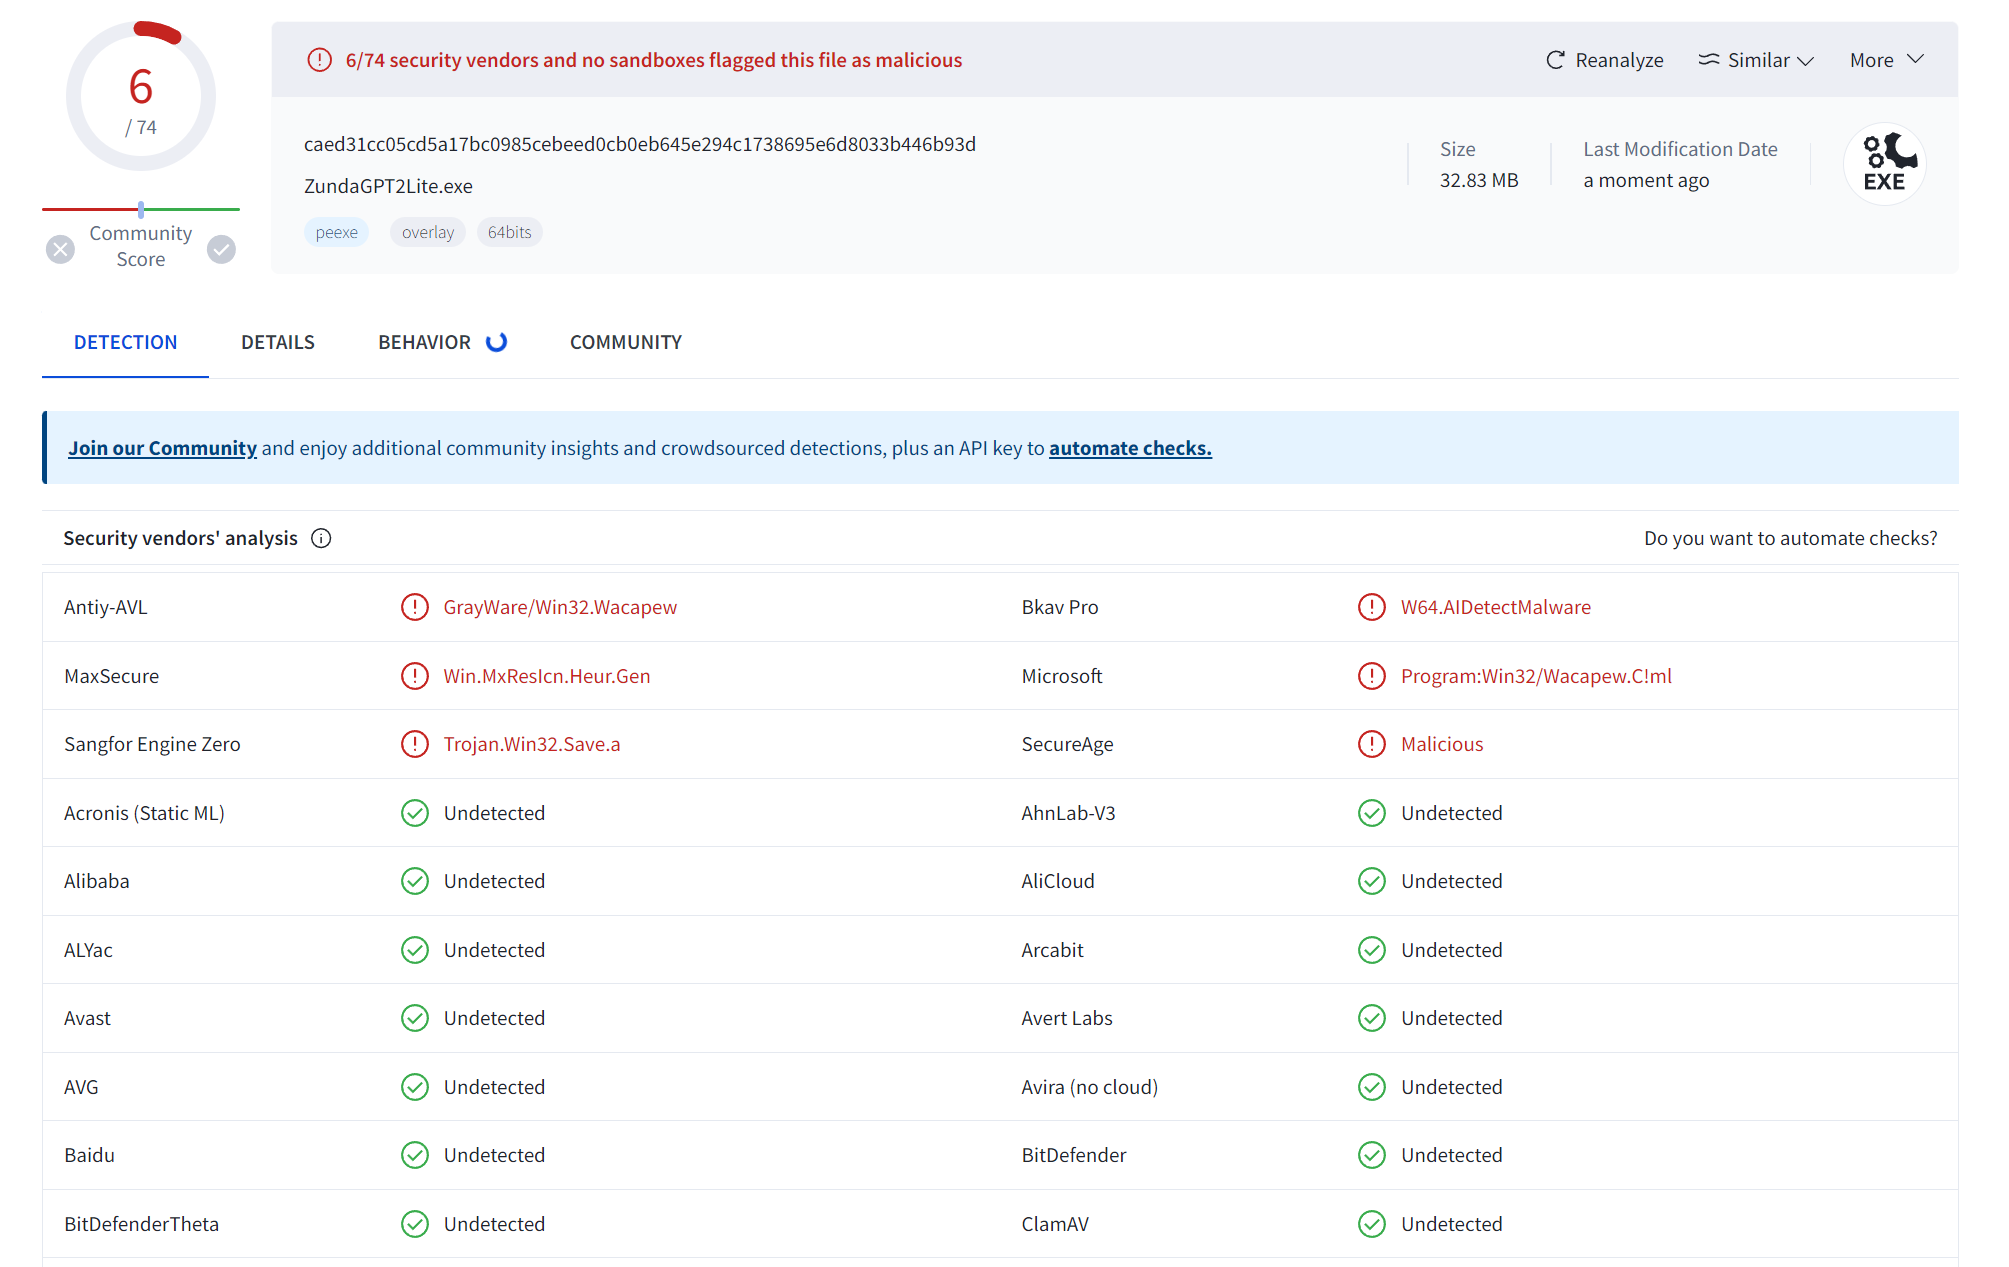 6
/ 74
Community
Score
6/74 security vendors and no sandboxes flagged this file as malicious
Reanalyze
Similar
More
caed31cc05cd5a17bc0985cebeed0cb0eb645e294c1738695e6d8033b446b93d
ZundaGPT2Lite.exe
peexe
overlay
64bits
Size
32.83 MB
Last Modification Date
a moment ago
EXE
DETECTION
DETAILS
BEHAVIOR
COMMUNITY
Join our Community and enjoy additional community insights and crowdsourced detections, plus an API key to automate checks.
Security vendors' analysis
Do you want to automate checks?
Antiy-AVL
GrayWare/Win32.Wacapew
Bkav Pro
W64.AIDetectMalware
MaxSecure
Win.MxResIcn.Heur.Gen
Microsoft
Program:Win32/Wacapew.C!ml
Sangfor Engine Zero
Trojan.Win32.Save.a
SecureAge
Malicious
Acronis (Static ML)
Undetected
AhnLab-V3
Undetected
Alibaba
Undetected
AliCloud
Undetected
ALYac
Undetected
Arcabit
Undetected
Avast
Undetected
Avert Labs
Undetected
AVG
Undetected
Avira (no cloud)
Undetected
Baidu
Undetected
BitDefender
Undetected
BitDefenderTheta
Undetected
ClamAV
Undetected